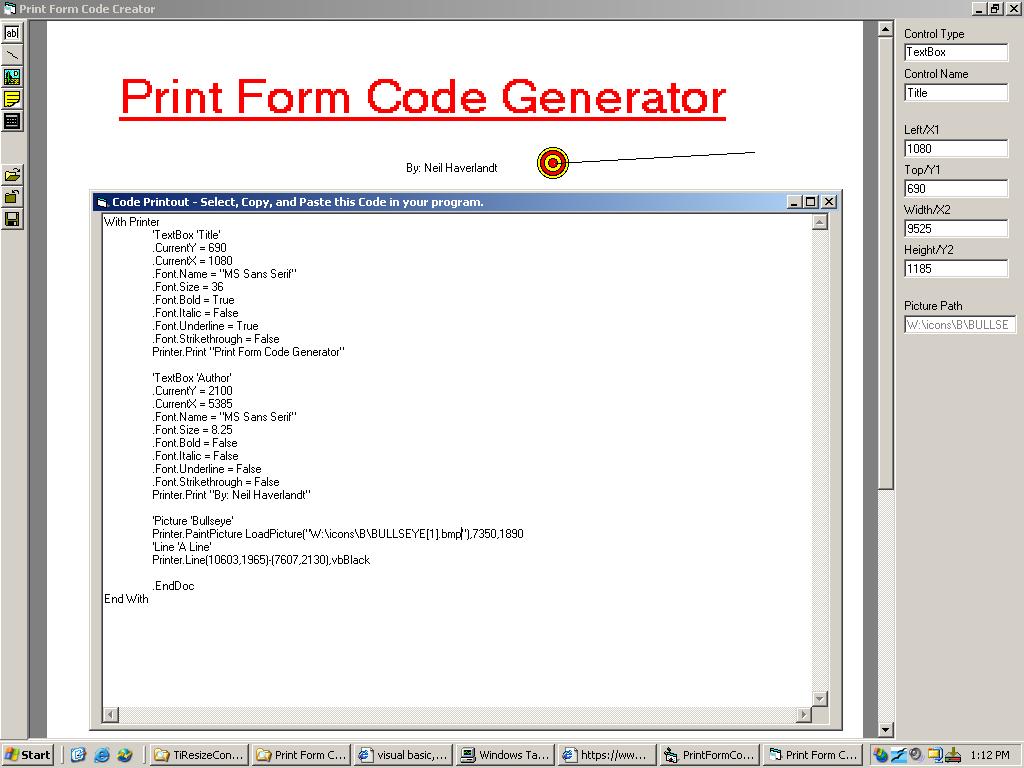 Print Form Code Creator
ab
Print Form Code Generator
By: Neil Haverlandt
Code Printout - Select, Copy, and Paste this Code in your program.
With Printer
'TextBox 'Title'
.CurrentY = 690
.CurrentX = 1080
.Font.Name = "MS Sans Serif"
.Font.Size = 36
.Font.Bold = True
.Font.Italic = False
.Font.Underline = True
.Font.Strikethrough = False
Printer.Print "Print Form Code Generator"
'TextBox 'Author'
.CurrentY = 2100
.CurrentX = 5385
.Font.Name = "MS Sans Serif"
.Font.Size = 8.25
.Font.Bold = False
.Font.Italic = False
.Font.Underline = False
.Font.Strikethrough = False
Printer.Print "By: Neil Haverlandt"
'Picture 'Bullseye'
Printer.PaintPicture LoadPicture("W:\icons\B\BULLSEYE[1].bmp"),7350,1890
'Line 'A Line'
Printer.Line(10603,1965)-(7607,2130),vbBlack
.EndDoc
End With
Control Type
TextBox
Control Name
Title
Left/X1
1080
Top/Y1
690
Width/X2
9525
Height/Y2
1185
Picture Path
W:\icons\B\BULLSE
Start
TiResizeCon...
Print Form C...
visual basic,...
Windows Ta...
https://ww...
PrintFormCo...
Print Form C...
1:12 PM